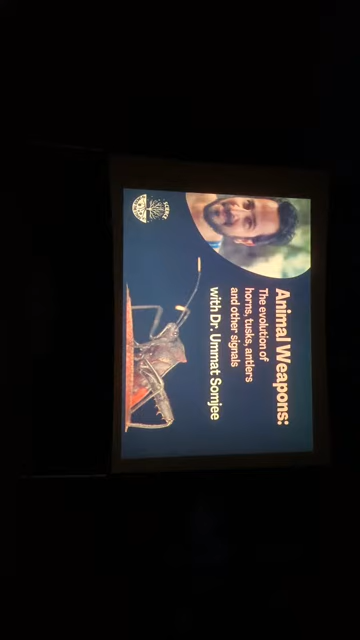 Animal Weapons:
The evolution of
horns, tusks, antlers
and other signals
with Dr. Ummat Somjee